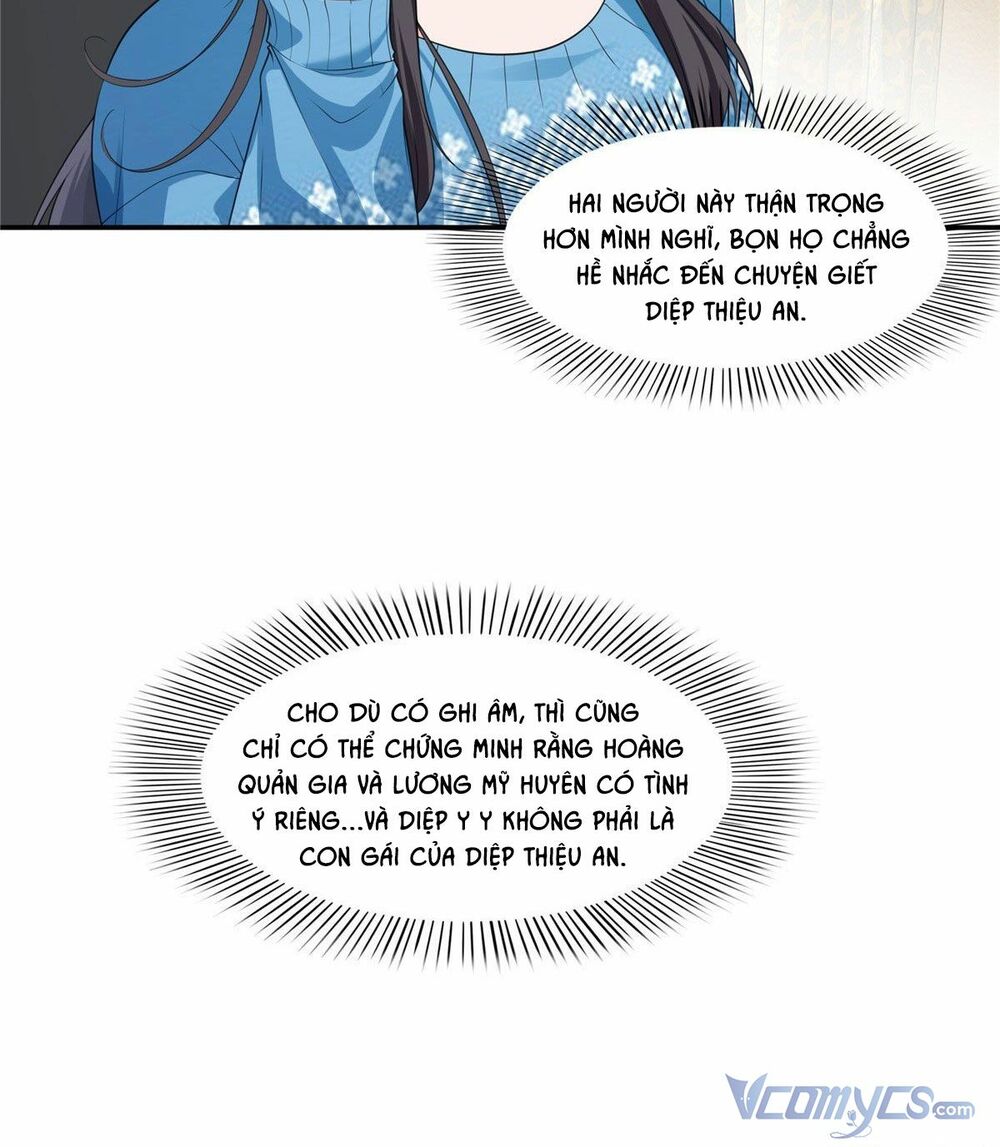 HAI NGƯỜI NÀY THẬN TRỌNG
HƠN MÌNH NGHĨ, BỌN HỌ CHẲNG
HỀ NHẮC ĐẾN CHUYỆN GIẾT
DIỆP THIỆU AN.
CHO DÙ CÓ GHI ÂM, THÌ CŨNG
CHỈ CÓ THỂ CHỨNG MINH RẰNG HOÀNG
QUẢN GIA VÀ LƯƠNG MỸ HUYÊN CÓ TÌNH
Ý RIÊNG...VÀ DIỆP Y Y KHÔNG PHẢI LÀ
CON GÁI CỦA DIỆP THIỆU AN.
VCOMYCS.com